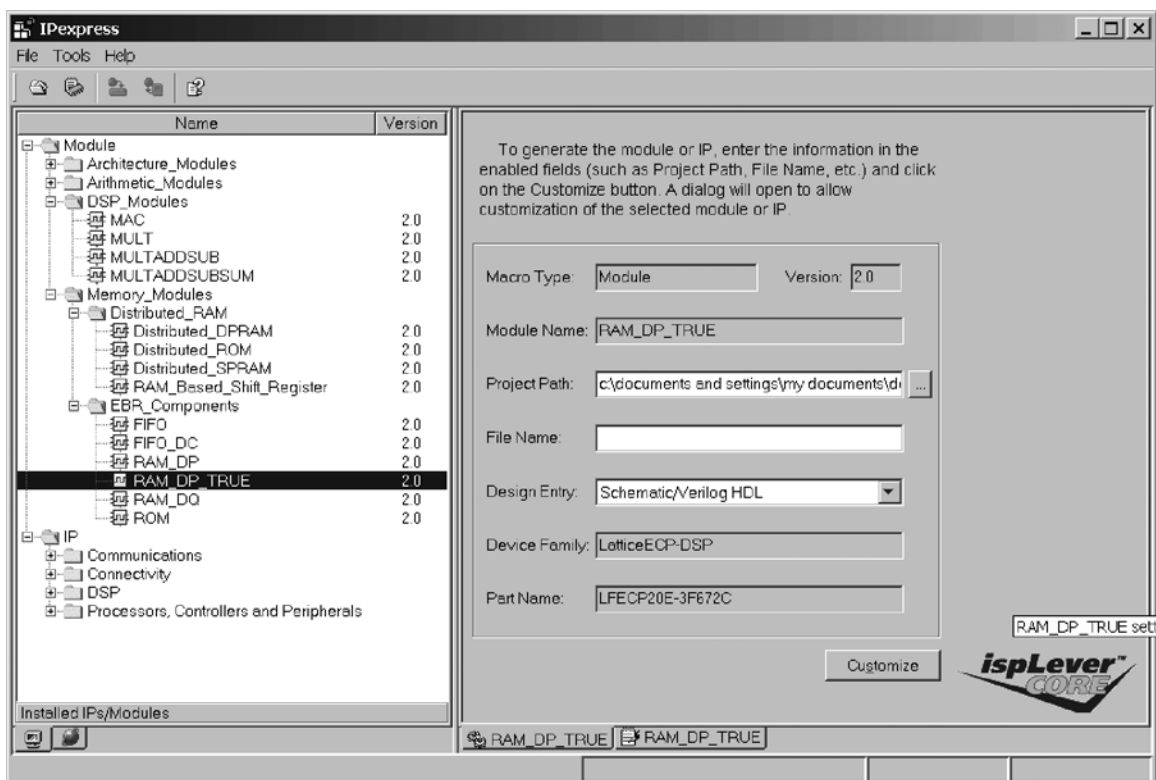 IPexpress
File Tools Help
Name Version
Module
Architecture_Modules
Arithmetic_Modules
DSP_Modules
MAC 2.0
MULT 2.0
MULTADDSUB 2.0
MULTADDSUBSUM 2.0
Memory_Modules
Distributed_RAM
Distributed_DPRAM 2.0
Distributed_ROM 2.0
Distributed_SPRAM 2.0
RAM_Based_Shift_Register 2.0
EBR_Components
FIFO 2.0
FIFO_DC 2.0
RAM_DP 2.0
RAM_DP_TRUE 2.0
RAM_DQ 2.0
ROM 2.0
IP
Communications
Connectivity
DSP
Processors, Controllers and Peripherals
Installed IPs/Modules
To generate the module or IP, enter the information in the
enabled fields (such as Project Path, File Name, etc.) and click
on the Customize button. A dialog will open to allow
customization of the selected module or IP.
Macro Type: Module Version: 2.0
Module Name: RAM_DP_TRUE
Project Path: c:\documents and settings\my documents\d ...
File Name:
Design Entry: Schematic/Verilog HDL
Device Family: LatticeECP-DSP
Part Name: LFECP20E-3F672C
RAM_DP_TRUE sett
Customize
ispLever™
CORE
RAM_DP_TRUE RAM_DP_TRUE